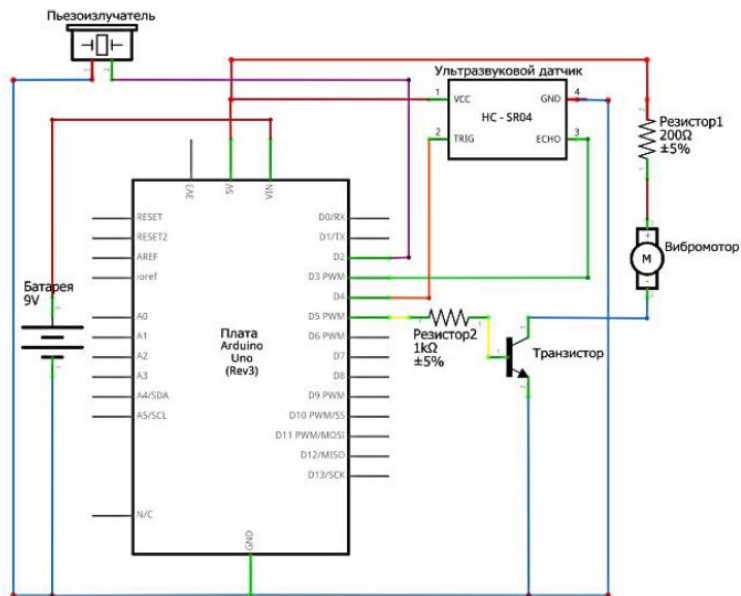 Пьезоизлучатель
1
2
Ультразвуковой датчик
1
VCC
GND
4
HC - SR04
2
TRIG
ECHO
3
Резистор1
200Ω
±5%
3V3
5V
VIN
RESET
RESET2
AREF
ioref
A0
A1
A2
A3
A4/SDA
A5/SCL
N/C
D0/RX
D1/TX
D2
D3 PWM
D4
D5 PWM
D6 PWM
D7
D8
D9 PWM
D10 PWM/SS
D11 PWM/MOSI
D12/MISO
D13/SCK
GND
Плата
Arduino
Uno
(Rev3)
Батарея
9V
Вибромотор
+
M
-
Резистор2
1kΩ
±5%
1
Транзистор